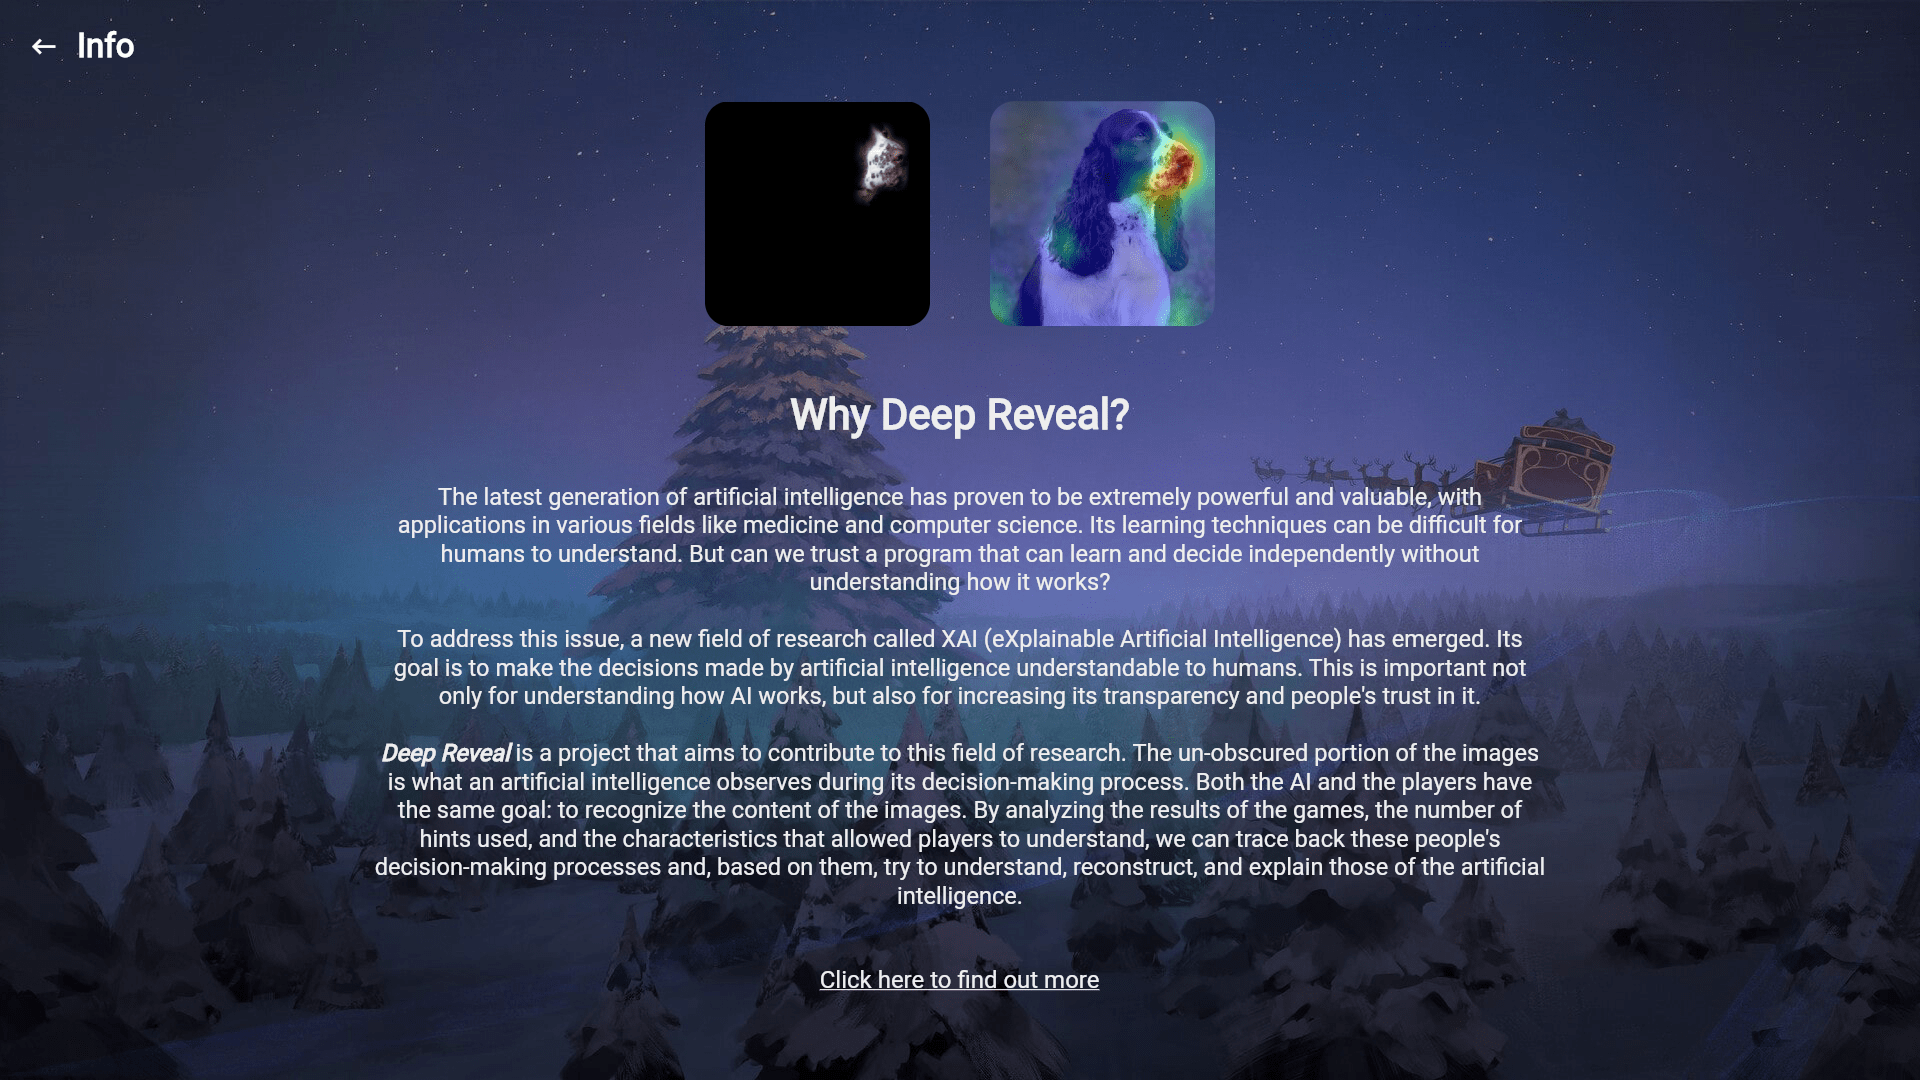 Info
Why Deep Reveal?
The latest generation of artificial intelligence has proven to be extremely powerful and valuable, with
applications in various fields like medicine and computer science. Its learning techniques can be difficult for
humans to understand. But can we trust a program that can learn and decide independently without
understanding how it works?
To address this issue, a new field of research called XAI (eXplainable Artificial Intelligence) has emerged. Its
goal is to make the decisions made by artificial intelligence understandable to humans. This is important not
only for understanding how AI works, but also for increasing its transparency and people's trust in it.
Deep Reveal is a project that aims to contribute to this field of research. The un-obscured portion of the images
is what an artificial intelligence observes during its decision-making process. Both the AI and the players have
the same goal: to recognize the content of the images. By analyzing the results of the games, the number of
hints used, and the characteristics that allowed players to understand, we can trace back these people's
decision-making processes and, based on them, try to understand, reconstruct, and explain those of the artificial
intelligence.
Click here to find out more